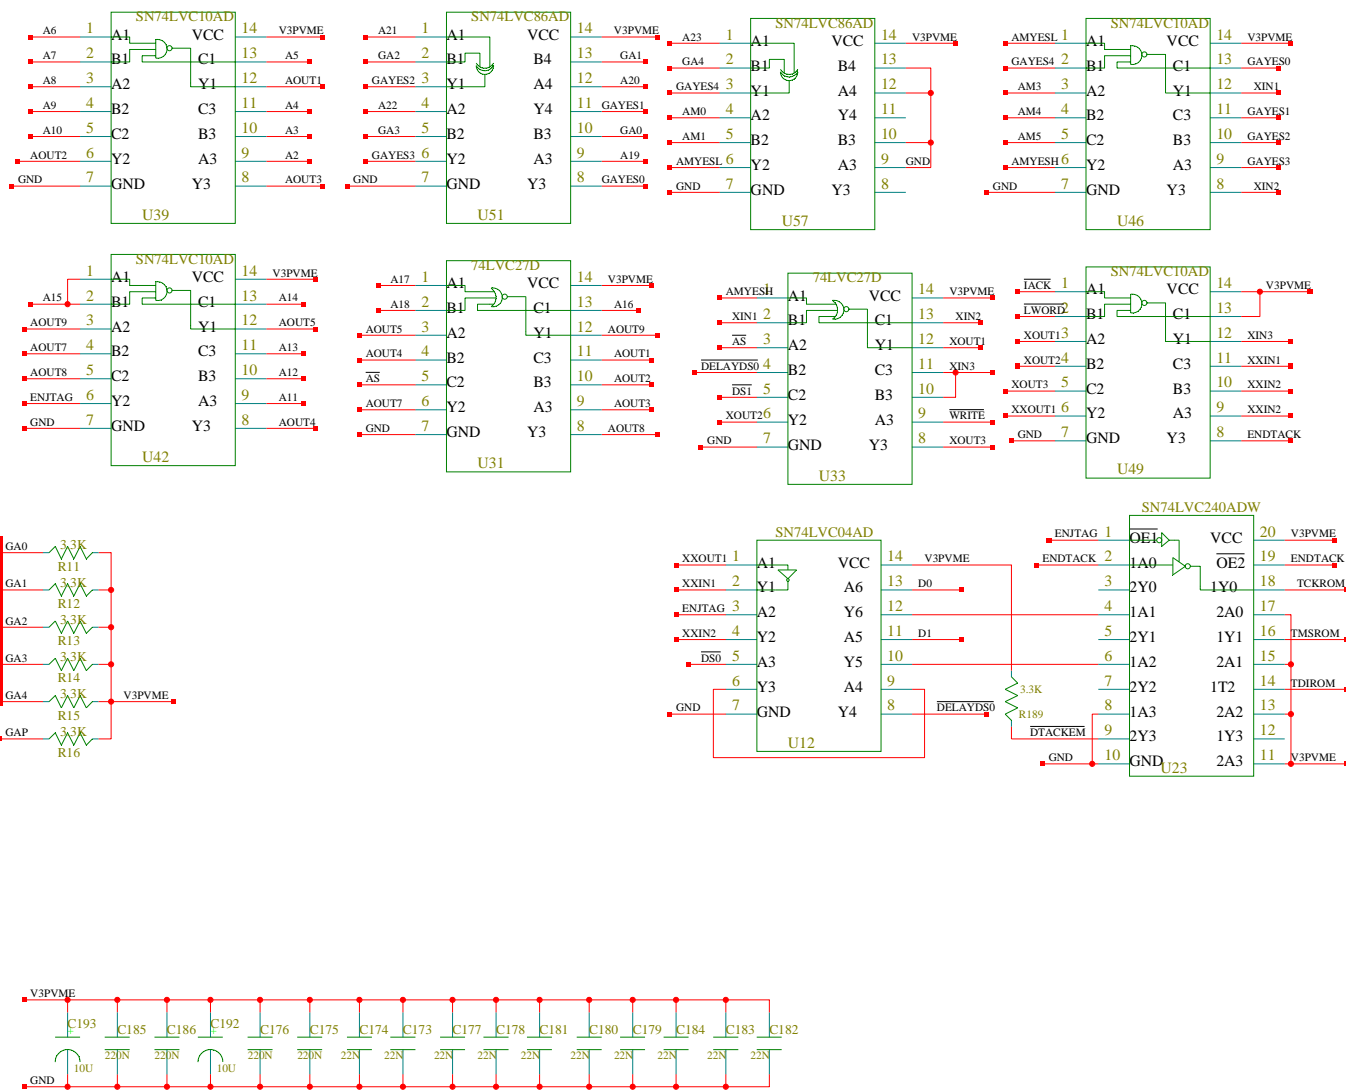 SN74LVC10AD
A6 1 A1 VCC 14 V3PVME
A7 2 B1 C1 13 A5
A8 3 A2 Y1 12 AOUT1
A9 4 B2 C3 11 A4
A10 5 C2 B3 10 A3
AOUT2 6 Y2 A3 9 A2
GND 7 GND Y3 8 AOUT3
U39
SN74LVC86AD
A21 1 A1 VCC 14 V3PVME
GA2 2 B1 B4 13 GA1
GAYES2 3 Y1 A4 12 A20
A22 4 A2 Y4 11 GAYES1
GA3 5 B2 B3 10 GA0
GAYES3 6 Y2 A3 9 A19
GND 7 GND Y3 8 GAYES0
U51
SN74LVC86AD
A23 1 A1 VCC 14 V3PVME
GA4 2 B1 B4 13
GAYES4 3 Y1 A4 12
AM0 4 A2 Y4 11
AM1 5 B2 B3 10
AMYESL 6 Y2 A3 9 GND
GND 7 GND Y3 8
U57
SN74LVC10AD
AMYESL 1 A1 VCC 14 V3PVME
GAYES4 2 B1 C1 13 GAYES0
AM3 3 A2 Y1 12 XIN1
AM4 4 B2 C3 11 GAYES1
AM5 5 C2 B3 10 GAYES2
AMYESH 6 Y2 A3 9 GAYES3
GND 7 GND Y3 8 XIN2
U46
SN74LVC10AD
1 A1 VCC 14 V3PVME
A15 2 B1 C1 13 A14
AOUT9 3 A2 Y1 12 AOUT5
AOUT7 4 B2 C3 11 A13
AOUT8 5 C2 B3 10 A12
ENJTAG 6 Y2 A3 9 A11
GND 7 GND Y3 8 AOUT4
U42
74LVC27D
A17 1 A1 VCC 14 V3PVME
A18 2 B1 C1 13 A16
AOUT5 3 A2 Y1 12 AOUT9
AOUT4 4 B2 C3 11 AOUT1
AS 5 C2 B3 10 AOUT2
AOUT7 6 Y2 A3 9 AOUT3
GND 7 GND Y3 8 AOUT8
U31
74LVC27D
AMYESH 1 A1 VCC 14 V3PVME
XIN1 2 B1 C1 13 XIN2
AS 3 A2 Y1 12 XOUT1
DELAYDS0 4 B2 C3 11 XIN3
DS1 5 C2 B3 10
XOUT2 6 Y2 A3 9 WRITE
GND 7 GND Y3 8 XOUT3
U33
SN74LVC10AD
IACK 1 A1 VCC 14 V3PVME
LWORD 2 B1 C1 13
XOUT1 3 A2 Y1 12 XIN3
XOUT2 4 B2 C3 11 XXIN1
XOUT3 5 C2 B3 10 XXIN2
XXOUT1 6 Y2 A3 9 XXIN2
GND 7 GND Y3 8 ENDTACK
U49
GA0 3.3K
R11
GA1 3.3K
R12
GA2 3.3K
R13
GA3 3.3K
R14
GA4 3.3K V3PVME
R15
GAP 3.3K
R16
SN74LVC04AD
XXOUT1 1 A1 VCC 14 V3PVME
XXIN1 2 Y1 A6 13 D0
ENJTAG 3 A2 Y6 12
XXIN2 4 Y2 A5 11 D1
DS0 5 A3 Y5 10
6 Y3 A4 9
GND 7 GND Y4 8 DELAYDS0
U12
3.3K
R189
SN74LVC240ADW
ENJTAG 1 OE1 VCC 20 V3PVME
ENDTACK 2 1A0 OE2 19 ENDTACK
3 2Y0 1Y0 18 TCKROM
4 1A1 2A0 17
5 2Y1 1Y1 16 TMSROM
6 1A2 2A1 15
7 2Y2 1T2 14 TDIROM
8 1A3 2A2 13
DTACKEM 9 2Y3 1Y3 12
GND 10 GND 2A3 11 V3PVME
U23
V3PVME
C193 C185 C186 C192 C176 C175 C174 C173 C177 C178 C181 C180 C179 C184 C183 C182
10U 220N 220N 10U 22N 22N 22N 22N 22N 22N 22N 22N 22N 22N 22N 22N
GND